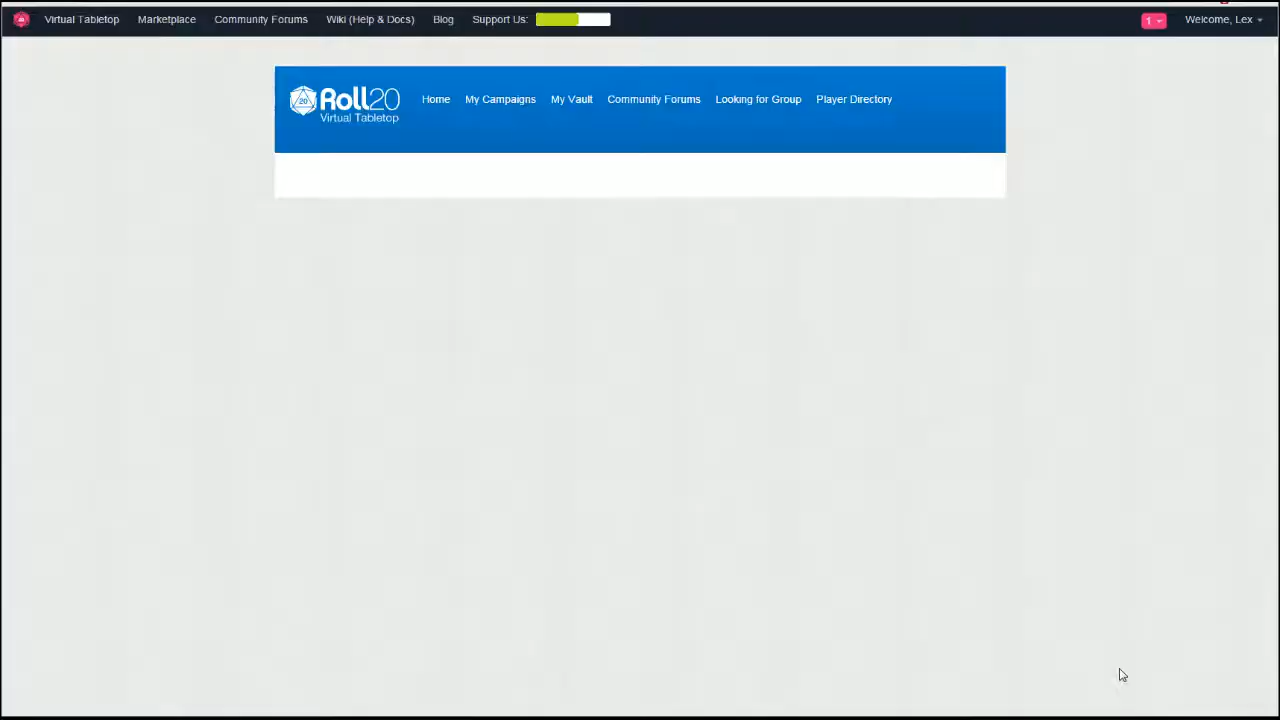 Virtual Tabletop Marketplace Community Forums Wiki (Help & Docs) Blog Support Us: 1 Welcome, Lex
20 Roll20 Home My Campaigns My Vault Community Forums Looking for Group Player Directory
Virtual Tabletop